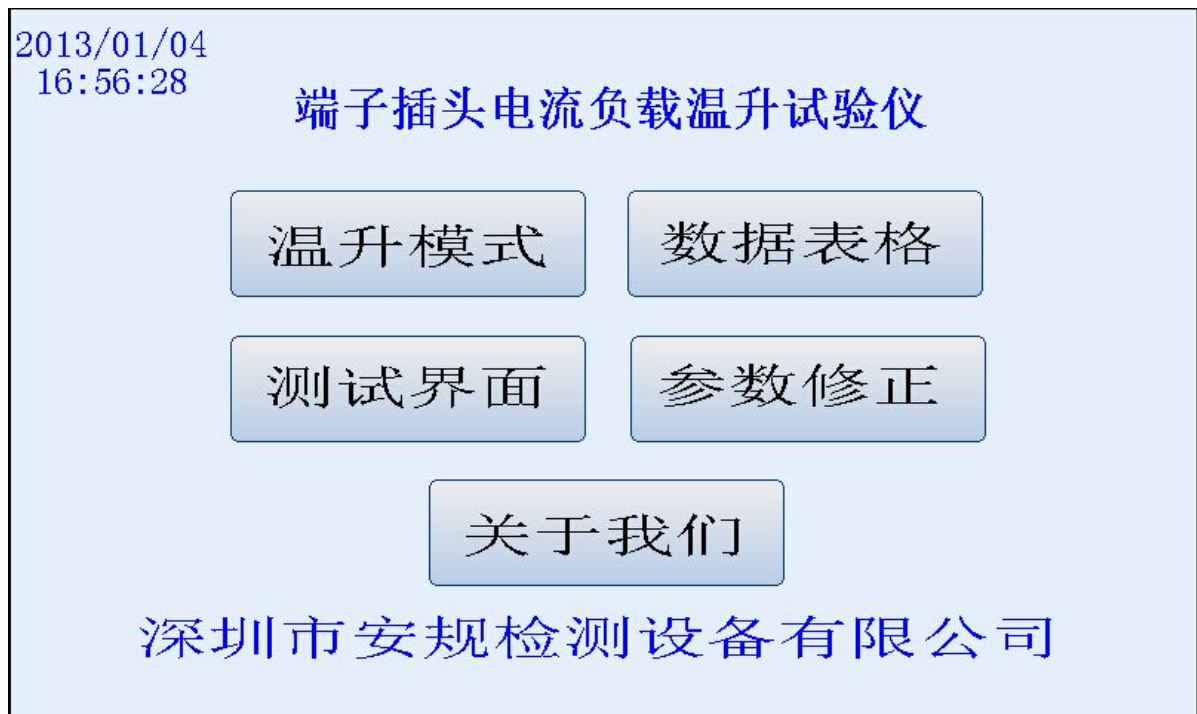 2013/01/04
16:56:28
端子插头电流负载温升试验仪
温升模式
数据表格
测试界面
参数修正
关于我们
深圳市安规检测设备有限公司